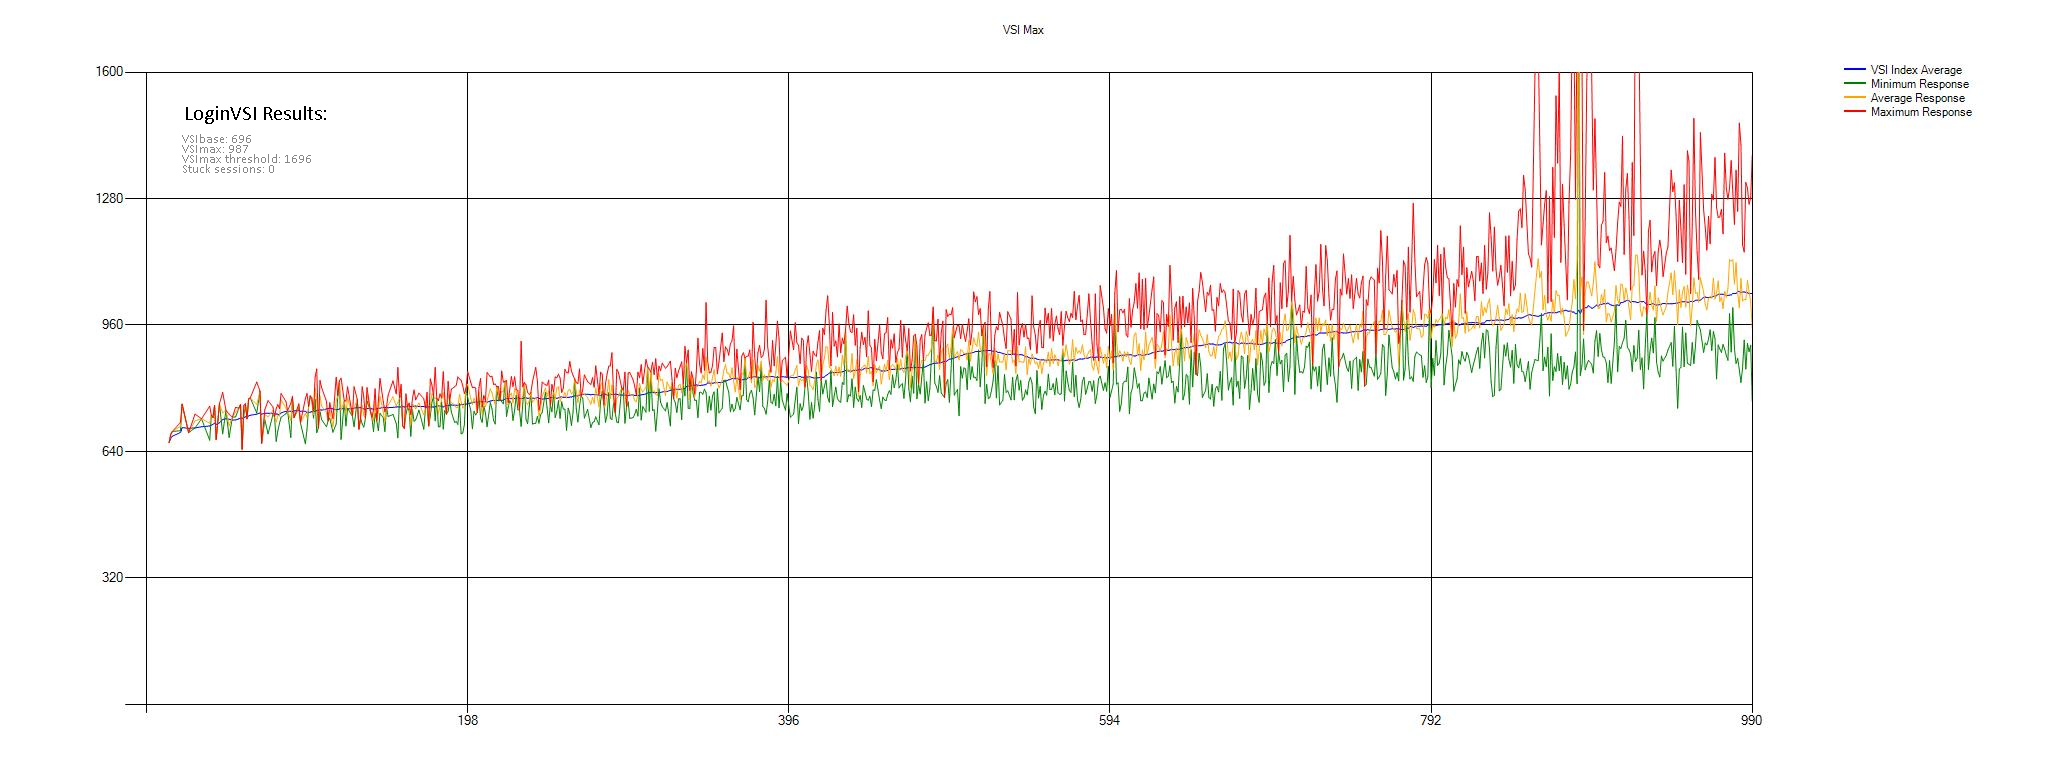 VSI Max
1600
1280
960
640
320
198
396
594
792
990
LoginVSI Results:
VSIbase: 696
VSImax: 987
VSImax threshold: 1696
Stuck sessions: 0
VSI Index Average
Minimum Response
Average Response
Maximum Response